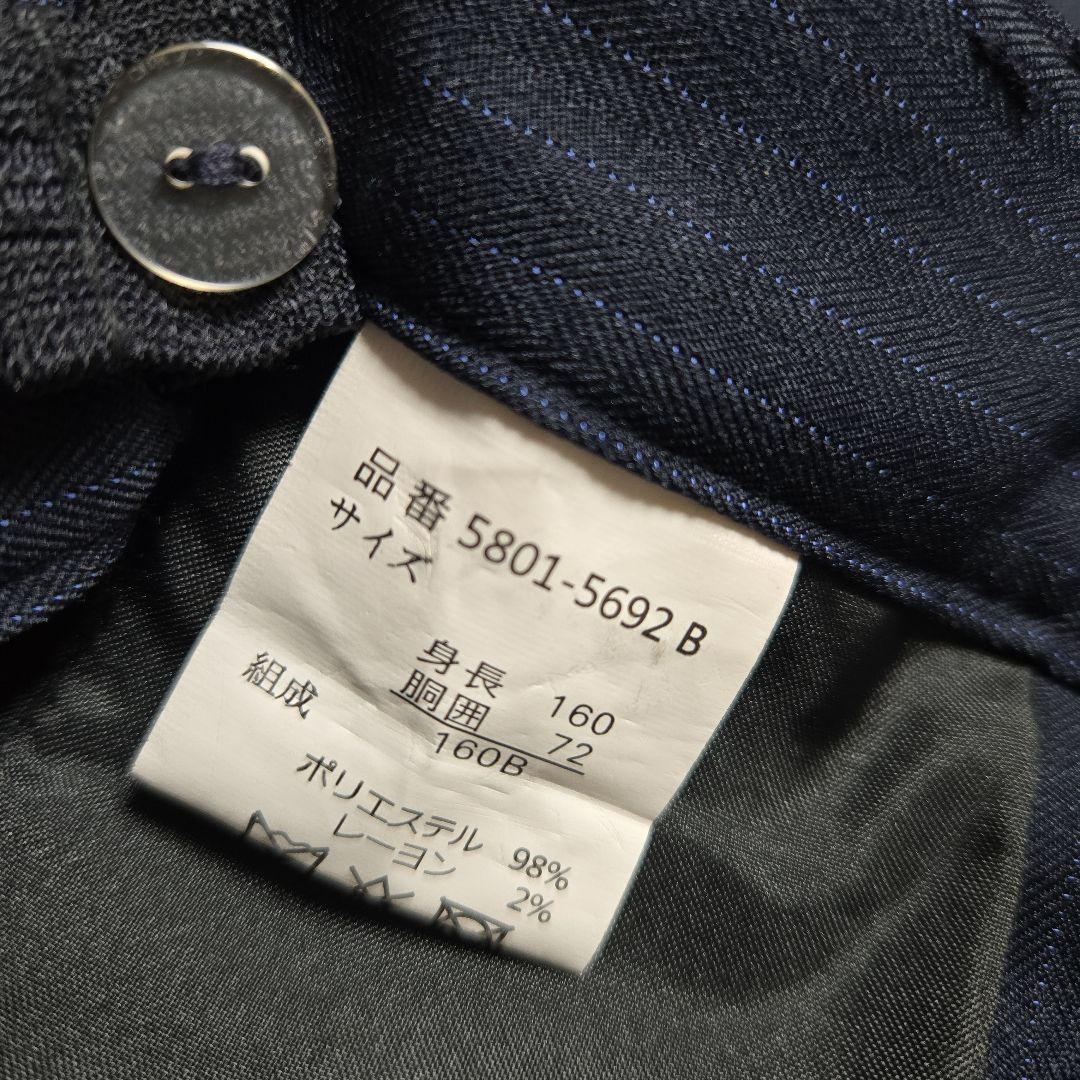 品番 5801-5692 B
サイズ
身長 160
胴囲 72
160B
組成
ポリエステル 98%
レーヨン 2%